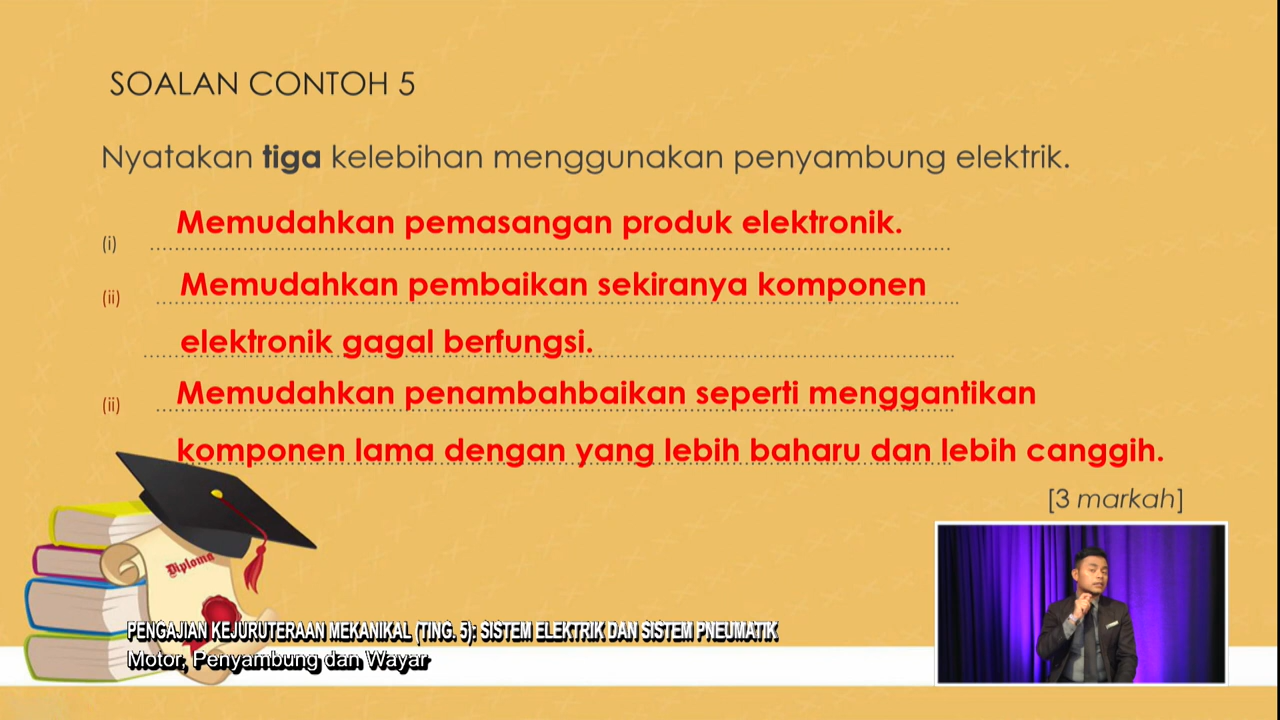 SOALAN CONTOH 5
Nyatakan tiga kelebihan menggunakan penyambung elektrik.
(i) Memudahkan pemasangan produk elektronik.
(ii) Memudahkan pembaikan sekiranya komponen
elektronik gagal berfungsi.
(ii) Memudahkan penambahbaikan seperti menggantikan
komponen lama dengan yang lebih baharu dan lebih canggih.
[3 markah]
Diploma
PENGAJIAN KEJURUTERAAN MEKANIKAL (TING. 5): SISTEM ELEKTRIK DAN SISTEM PNEUMATIK
Motor, Penyambung dan Wayar